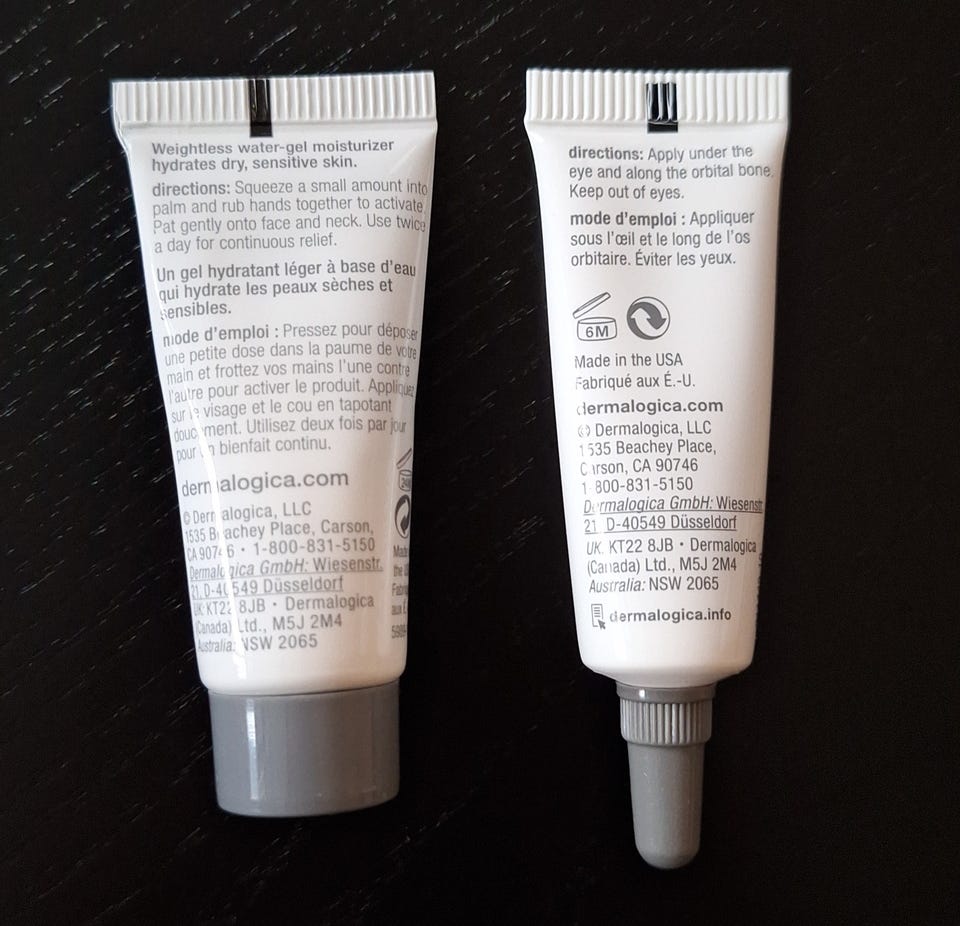 Weightless water-gel moisturizer
hydrates dry, sensitive skin.
directions: Squeeze a small amount into
palm and rub hands together to activate.
Pat gently onto face and neck. Use twice
a day for continuous relief.
Un gel hydratant léger à base d'eau
qui hydrate les peaux sèches et
sensibles.
mode d'emploi : Pressez pour déposer
une petite dose dans la paume de votre
main et frottez vos mains l'une contre
l'autre pour activer le produit. Appliquez
sur le visage et le cou en tapotant
doucement. Utilisez deux fois par jour
pour un bienfait continu.
dermalogica.com
© Dermalogica, LLC
1535 Beachey Place, Carson,
CA 90746 • 1-800-831-5150
Dermalogica GmbH: Wiesenstr.
21, D-40549 Düsseldorf
UK: KT22 8JB • Dermalogica
(Canada) Ltd., M5J 2M4
Australia: NSW 2065
24M
Made
the
Fabriq
aux É.
directions: Apply under the
eye and along the orbital bone.
Keep out of eyes.
mode d'emploi : Appliquer
sous l'œil et le long de l'os
orbitaire. Éviter les yeux.
6M
Made in the USA
Fabriqué aux É.-U.
dermalogica.com
© Dermalogica, LLC
1535 Beachey Place,
Carson, CA 90746
1-800-831-5150
Dermalogica GmbH: Wiesenstr.
21, D-40549 Düsseldorf
UK: KT22 8JB • Dermalogica
(Canada) Ltd., M5J 2M4
Australia: NSW 2065
dermalogica.info